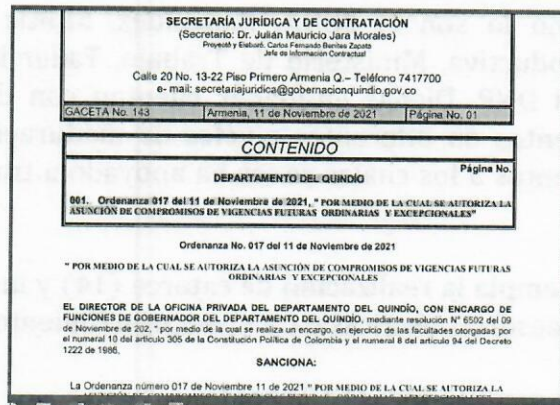 SECRETARÍA JURÍDICA Y DE CONTRATACIÓN
(Secretario: Dr. Julián Mauricio Jara Morales)
Proyectó y Elaboró. Carlos Fernando Benites Zapata
Jefe de Información Contractual
Calle 20 No. 13-22 Piso Primero Armenia Q.– Teléfono 7417700
e- mail: secretariajuridica@gobernacionquindio.gov.co
GACETA No. 143 Armenia, 11 de Noviembre de 2021 Página No. 01
CONTENIDO
Página No.
DEPARTAMENTO DEL QUINDÍO
001. Ordenanza 017 del 11 de Noviembre de 2021, " POR MEDIO DE LA CUAL SE AUTORIZA LA
ASUNCIÓN DE COMPROMISOS DE VIGENCIAS FUTURAS ORDINARIAS Y EXCEPCIONALES"
Ordenanza No. 017 del 11 de Noviembre de 2021
" POR MEDIO DE LA CUAL SE AUTORIZA LA ASUNCIÓN DE COMPROMISOS DE VIGENCIAS FUTURAS
ORDINARIAS Y EXCEPCIONALES
EL DIRECTOR DE LA OFICINA PRIVADA DEL DEPARTAMENTO DEL QUINDÍO, CON ENCARGO DE
FUNCIONES DE GOBERNADOR DEL DEPARTAMENTO DEL QUINDÍO, mediante resolución N° 6502 del 09
de Noviembre de 202, " por medio de la cual se realiza un encargo, en ejercicio de las facultades otorgadas por
el numeral 10 del artículo 305 de la Constitución Política de Colombia y el numeral 8 del artículo 94 del Decreto
1222 de 1986,
SANCIONA:
La Ordenanza número 017 de Noviembre 11 de 2021 " POR MEDIO DE LA CUAL SE AUTORIZA LA